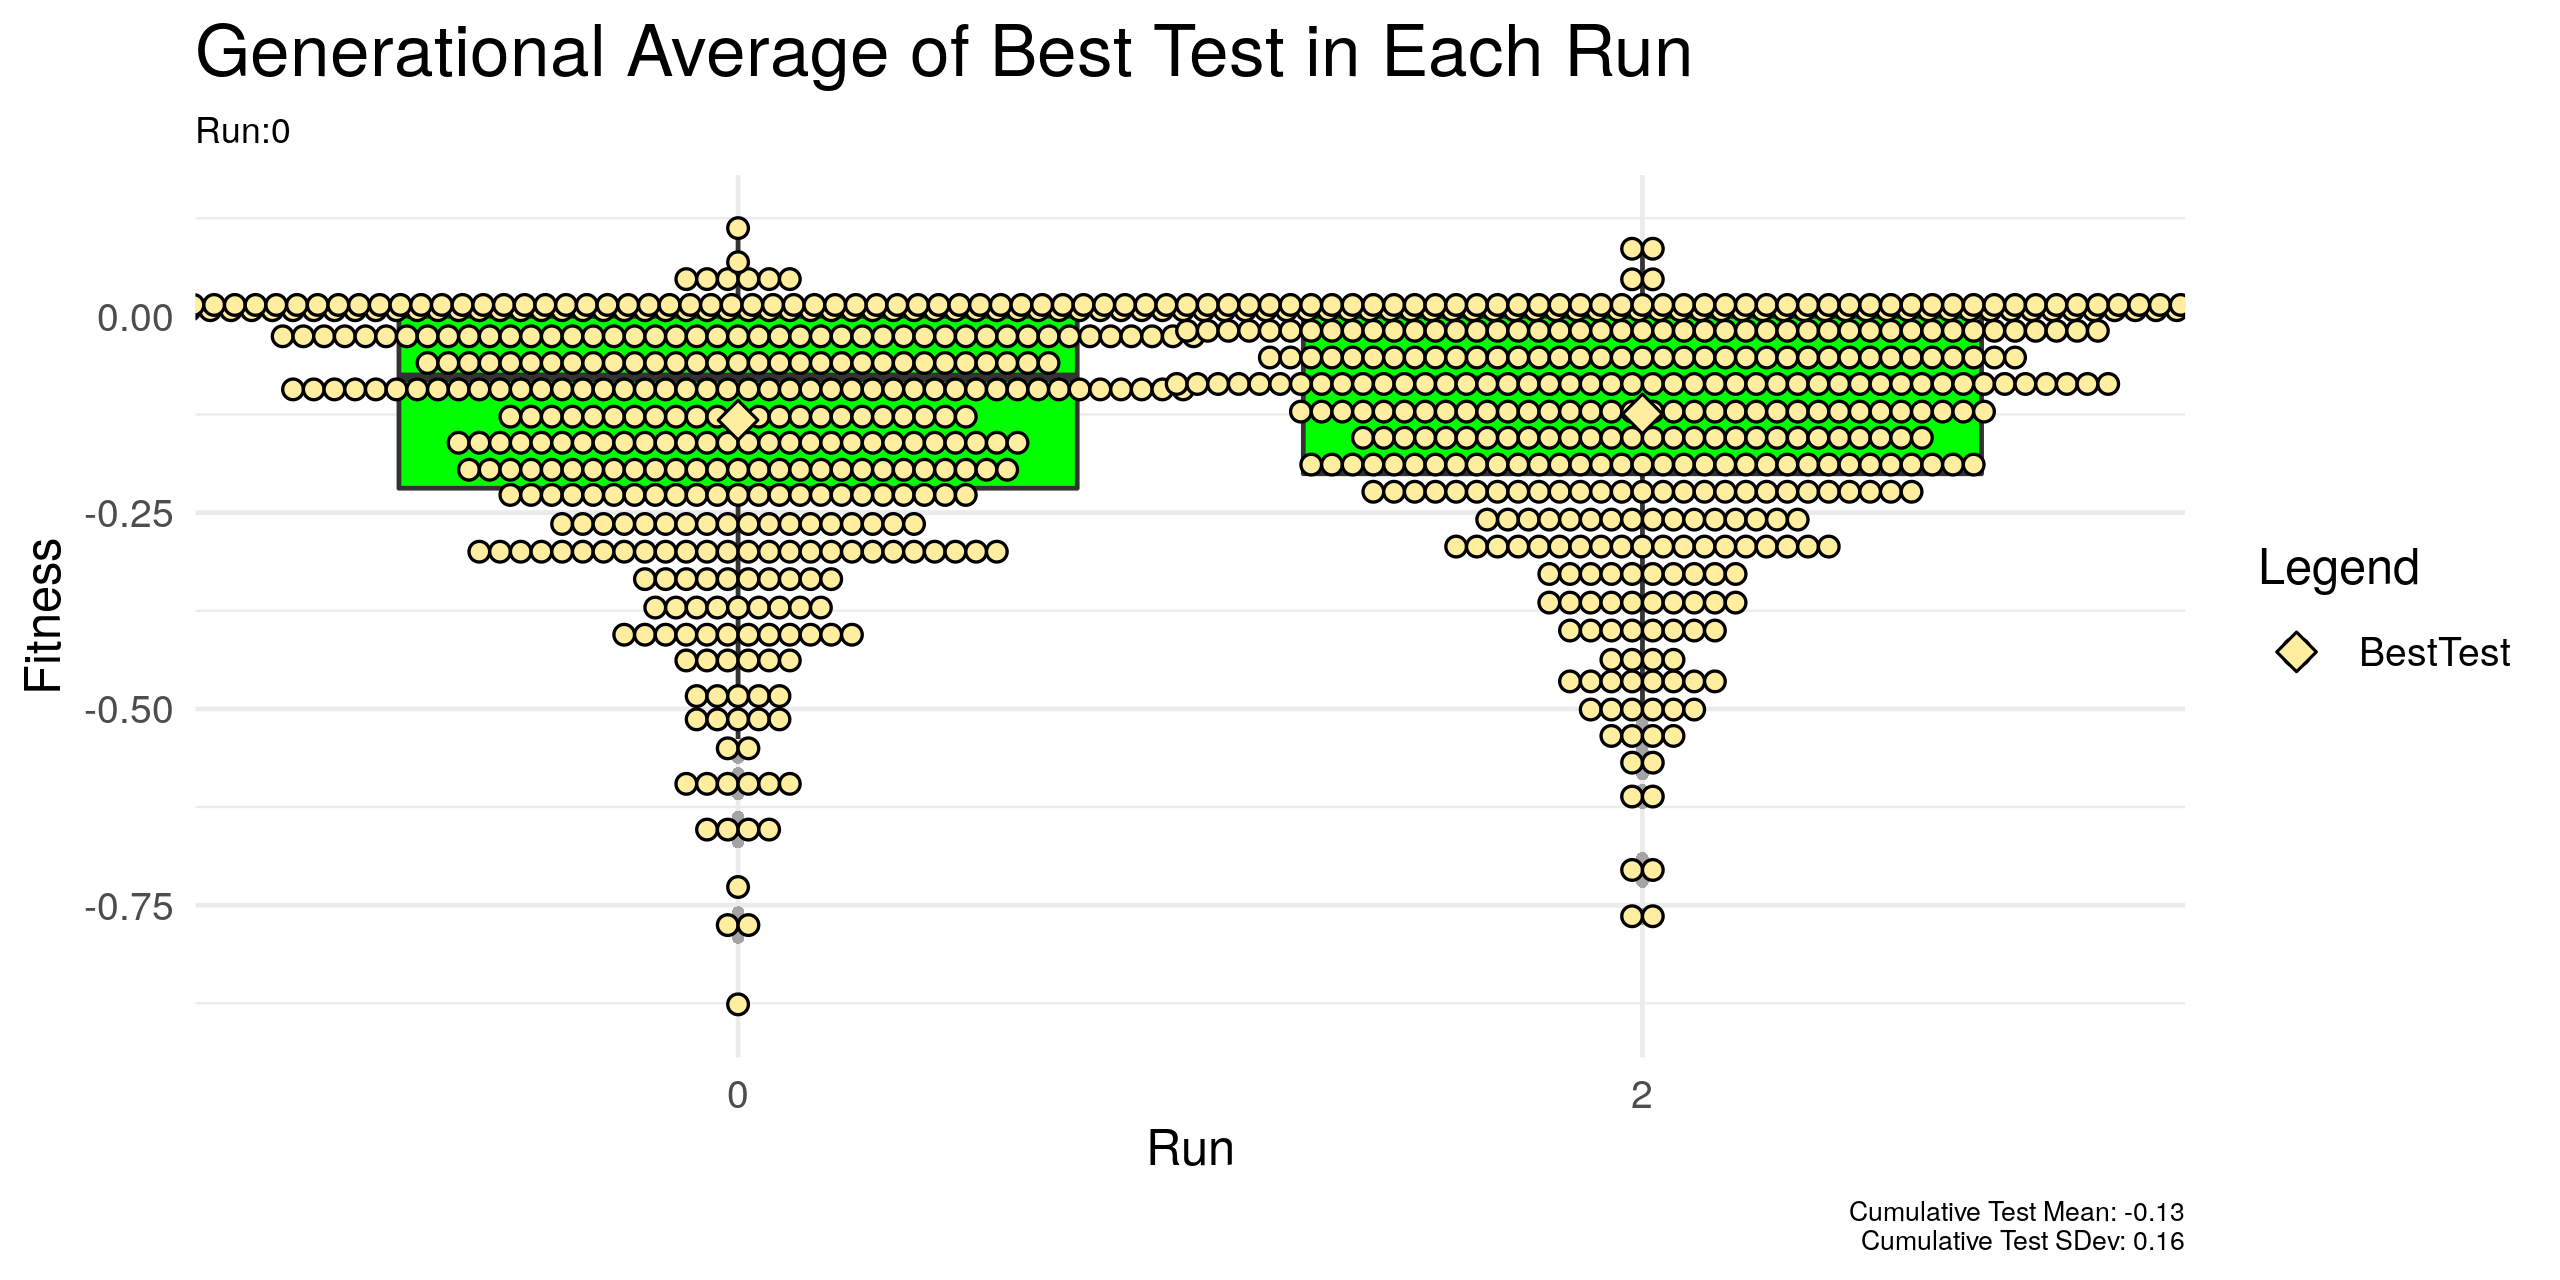 Generational Average of Best Test in Each Run
Run:0
0.00
-0.25
-0.50
-0.75
Fitness
0
2
Run
Legend
BestTest
Cumulative Test Mean: -0.13
Cumulative Test SDev: 0.16